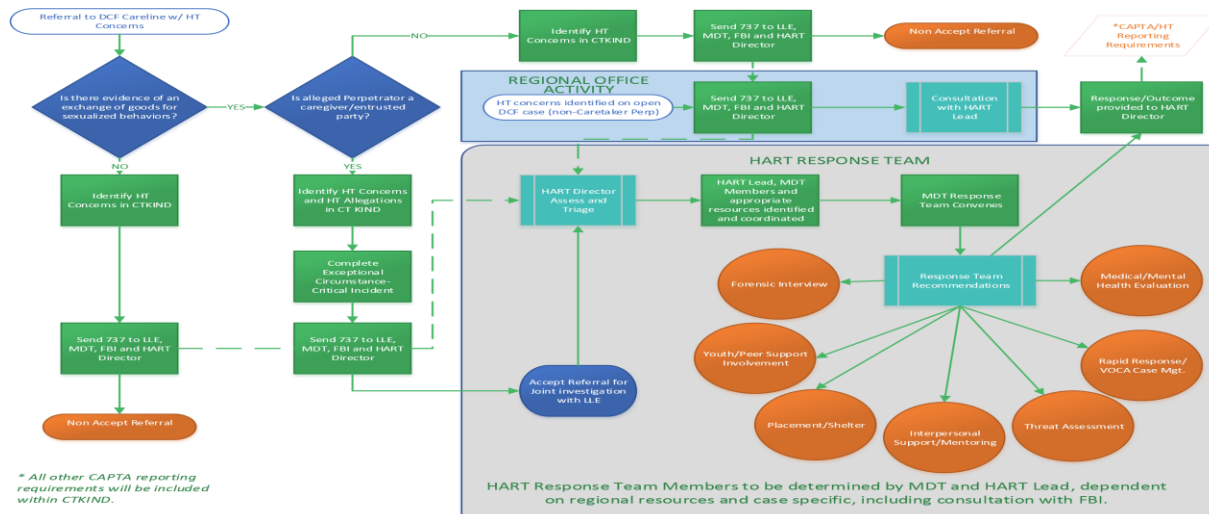 Referral to DCF Careline w/ HT
Concerns
Is there evidence of an
exchange of goods for
sexualized behaviors?
YES
Is alleged Perpetrator a
caregiver/entrusted
party?
NO
Identify HT
Concerns in CTKIND
Send 737 to LLE,
MDT, FBI and HART
Director
Non Accept Referral
*CAPTA/HT
Reporting
Requirements
REGIONAL OFFICE
ACTIVITY
HT concerns identified on open
DCF case (non-Caretaker Perp)
Send 737 to LLE,
MDT, FBI and HART
Director
Consultation
with HART
Lead
Response/Outcome
provided to HART
Director
NO
Identify HT
Concerns in CTKIND
YES
Identify HT Concerns
and HT Allegations
in CT KIND
Complete
Exceptional
Circumstance-
Critical Incident
Send 737 to LLE,
MDT, FBI and HART
Director
Send 737 to LLE,
MDT, FBI and HART
Director
Non Accept Referral
Accept Referral for
Joint investigation
with LLE
HART RESPONSE TEAM
HART Director
Assess and
Triage
HART Lead, MDT
Members and
appropriate
resources identified
and coordinated
MDT Response
Team Convenes
Response Team
Recommendations
Forensic Interview
Medical/Mental
Health Evaluation
Youth/Peer Support
Involvement
Rapid Response/
VOCA Case Mgt.
Placement/Shelter
Interpersonal
Support/Mentoring
Threat Assessment
* All other CAPTA reporting
requirements will be included
within CTKIND.
HART Response Team Members to be determined by MDT and HART Lead, dependent
on regional resources and case specific, including consultation with FBI.